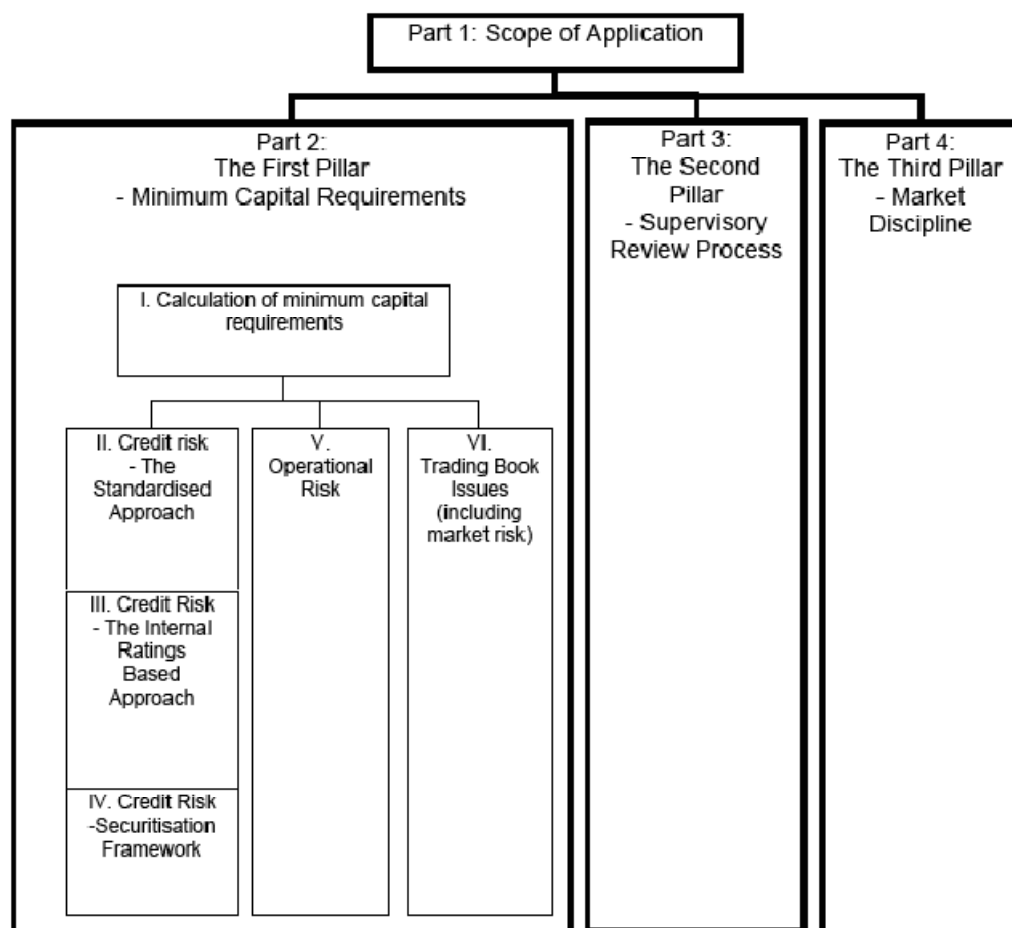 Part 1: Scope of Application
Part 2:
The First Pillar
- Minimum Capital Requirements
I. Calculation of minimum capital
requirements
II. Credit risk
- The
Standardised
Approach
III. Credit Risk
- The Internal
Ratings
Based
Approach
IV. Credit Risk
-Securitisation
Framework
V.
Operational
Risk
VI.
Trading Book
Issues
(including
market risk)
Part 3:
The Second
Pillar
- Supervisory
Review Process
Part 4:
The Third Pillar
- Market
Discipline